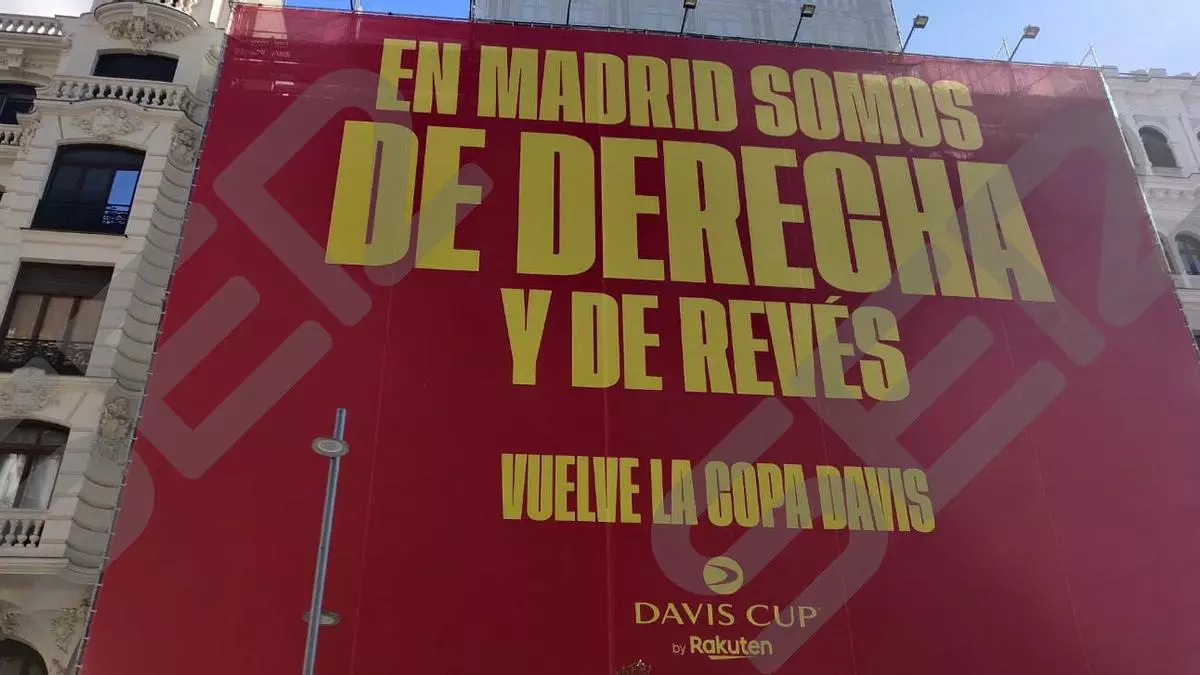 EN MADRID SOMOS
DE DERECHA
Y DE REVÉS
VUELVE LA COPA DAVIS
DAVIS CUP
by Rakuten